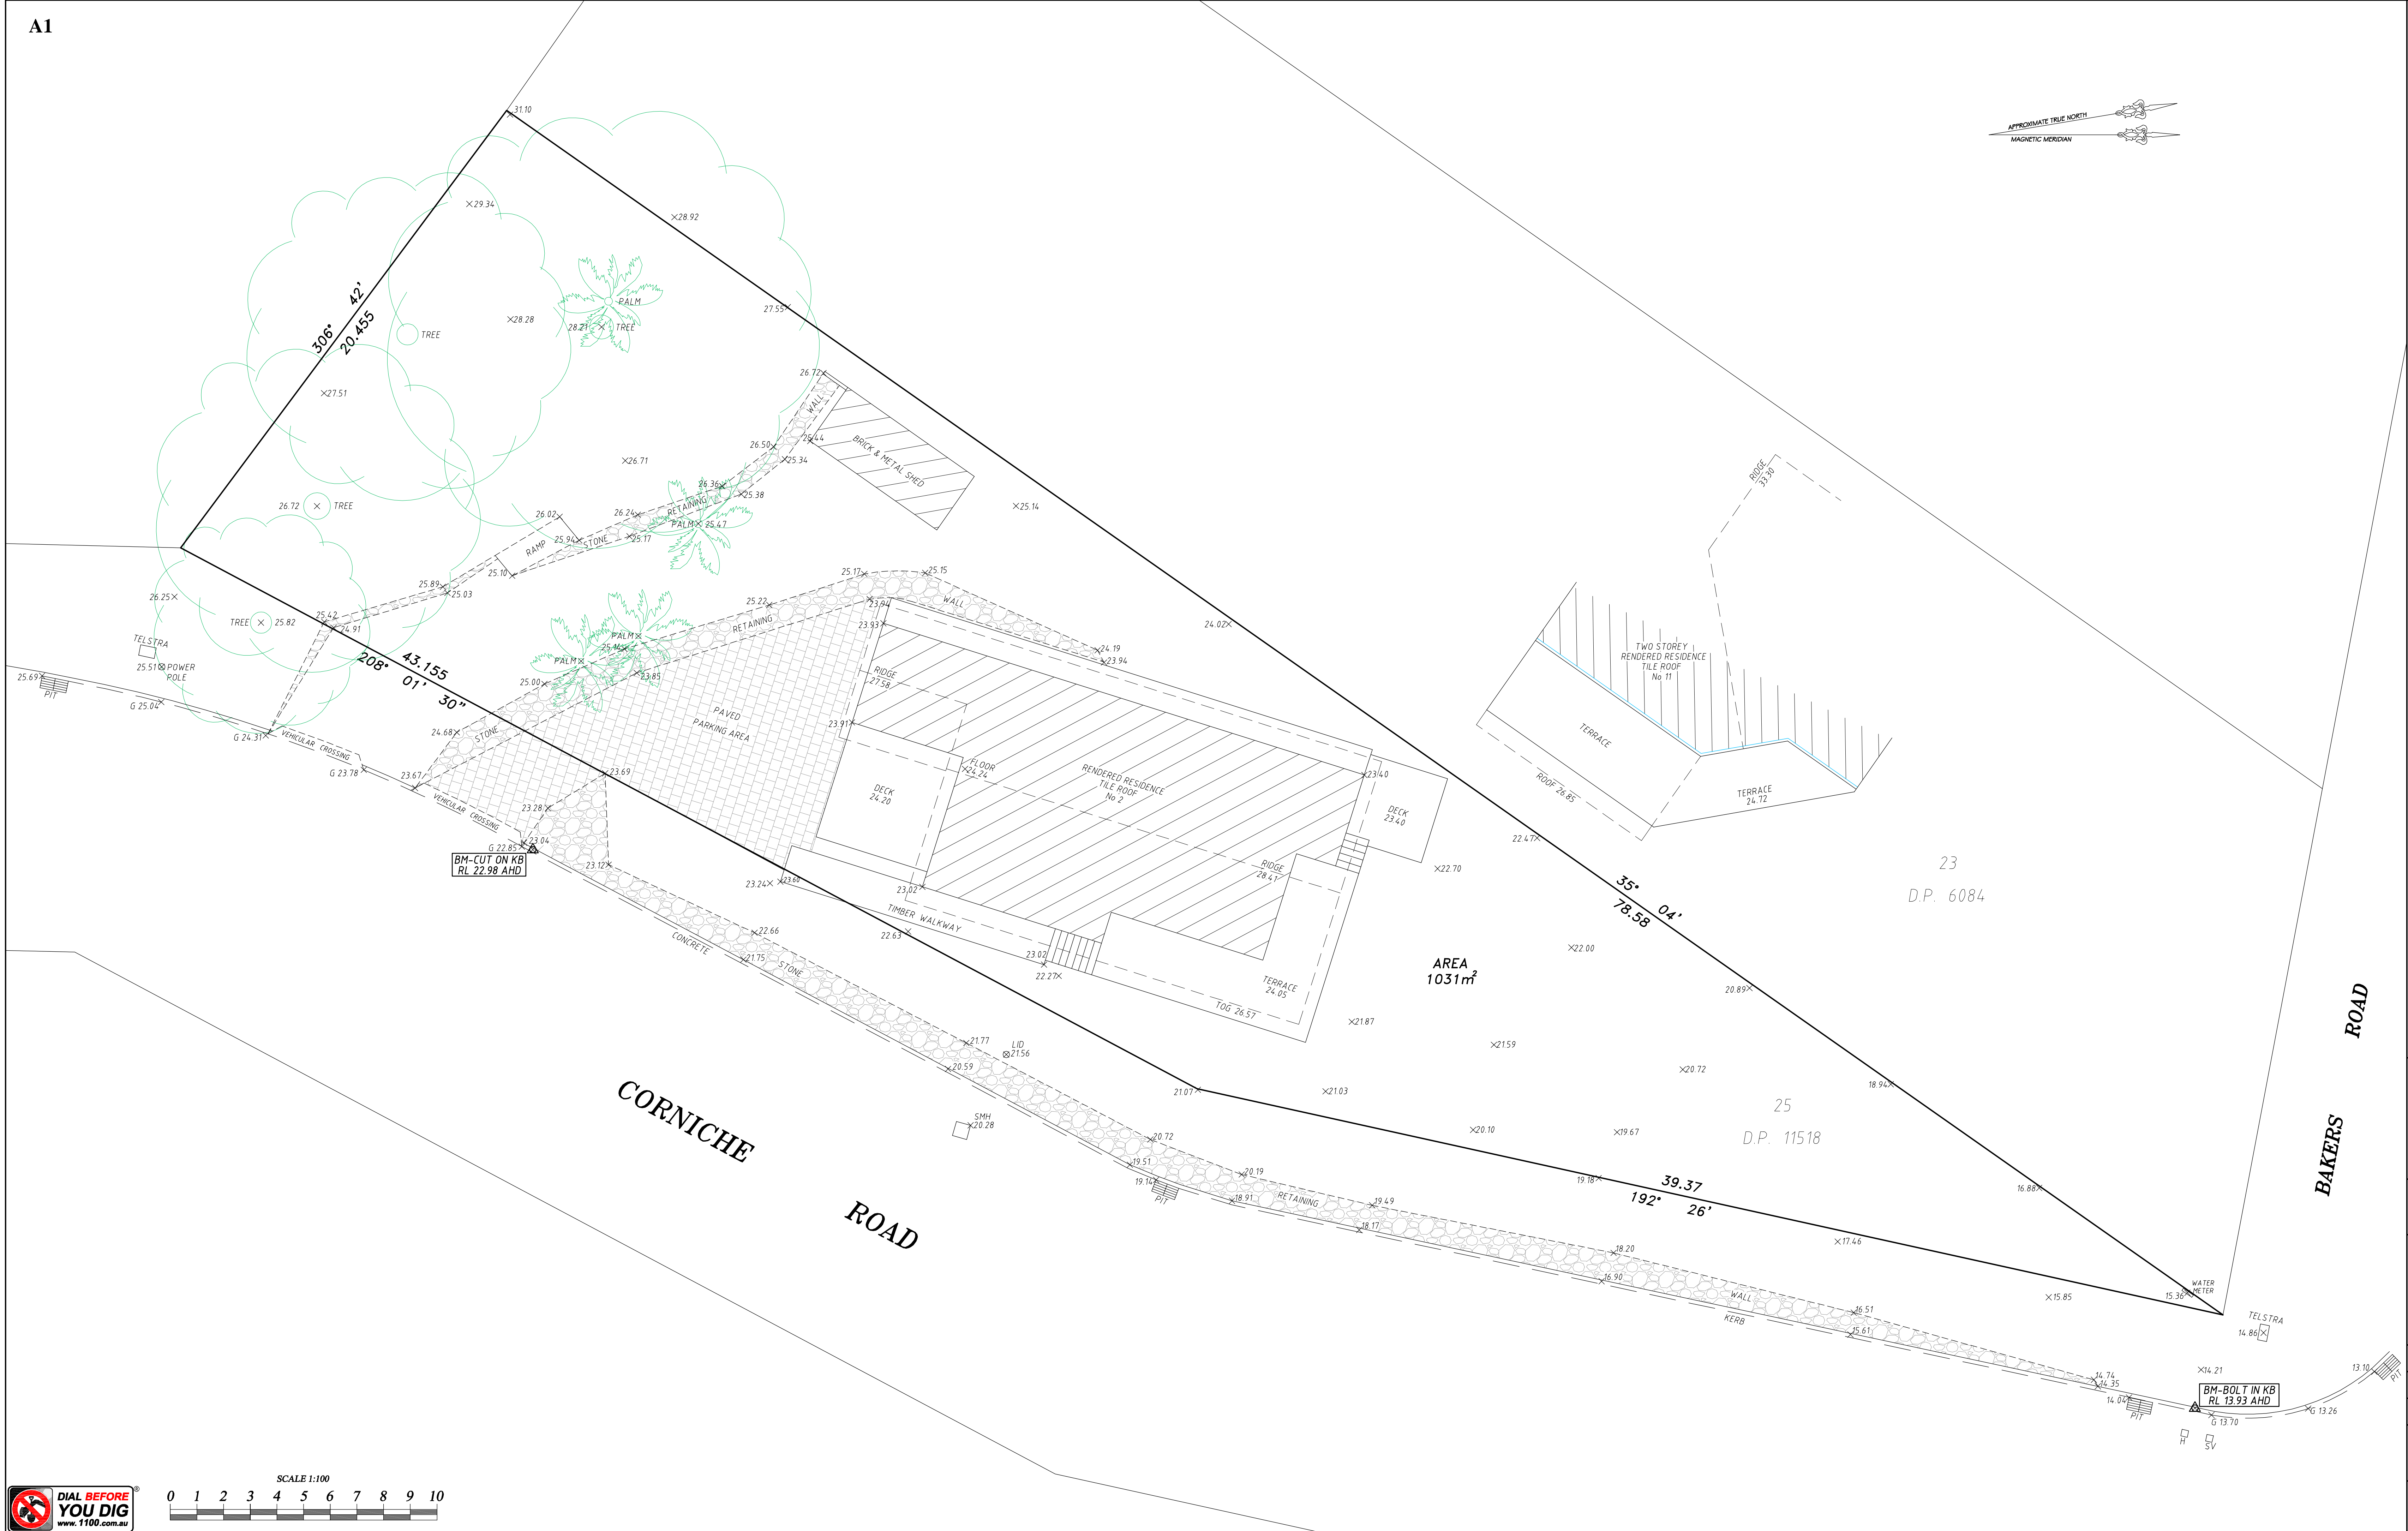 A1
APPROXIMATE TRUE NORTH
MAGNETIC MERIDIAN
31.10
29.34
28.92
PALM
28.21
TREE
28.28
27.55
306° 42'
20.455
TREE
27.51
26.72
WALL
25.44
BRICK & METAL SHED
26.50
25.34
26.71
26.36
25.38
RETAINING
PALM
25.47
26.24
25.17
STONE
26.02
25.94
RAMP
25.10
26.72
TREE
25.14
RIDGE
33.30
25.89
25.03
26.25
TREE
25.82
25.42
24.91
TELSTRA
25.51
POWER
POLE
25.69
PIT
G 25.04
G 24.31
VEHICULAR CROSSING
G 23.78
43.155
208° 01' 30"
25.17
25.15
WALL
25.22
RETAINING
23.94
23.93
PALM
25.14
PALM
25.00
23.85
24.19
23.94
24.02
RIDGE
27.58
23.91
PAVED
PARKING AREA
24.68
STONE
23.67
VEHICULAR CROSSING
23.69
23.28
23.04
G 22.85
BM-CUT ON KB
RL 22.98 AHD
23.12
FLOOR
24.24
DECK
24.20
RENDERED RESIDENCE
TILE ROOF
No 2
23.40
DECK
23.40
RIDGE
28.41
22.70
22.47
TWO STOREY
RENDERED RESIDENCE
TILE ROOF
No 11
TERRACE
ROOF 26.85
TERRACE
24.72
23
D.P. 6084
35° 04'
78.58
23.24
23.60
23.02
TIMBER WALKWAY
22.63
23.02
22.27
TERRACE
24.05
TOG 26.57
AREA
1031m²
22.00
20.89
22.66
21.75
CONCRETE
STONE
21.87
21.59
20.72
18.94
21.77
LID
21.56
20.59
21.07
21.03
25
D.P. 11518
SMH
20.28
20.10
19.67
20.72
19.51
19.14
PIT
20.19
18.91
RETAINING
19.49
18.17
19.18
39.37
192° 26'
16.88
17.46
18.20
16.90
WALL
KERB
16.51
15.61
15.85
15.36
WATER
METER
TELSTRA
14.86
14.21
14.74
14.35
14.04
PIT
BM-BOLT IN KB
RL 13.93 AHD
G 13.70
G 13.26
13.10
PIT
H
SV
CORNICHE
ROAD
BAKERS ROAD
SCALE 1:100
0 1 2 3 4 5 6 7 8 9 10
DIAL BEFORE
YOU DIG
www.1100.com.au
®